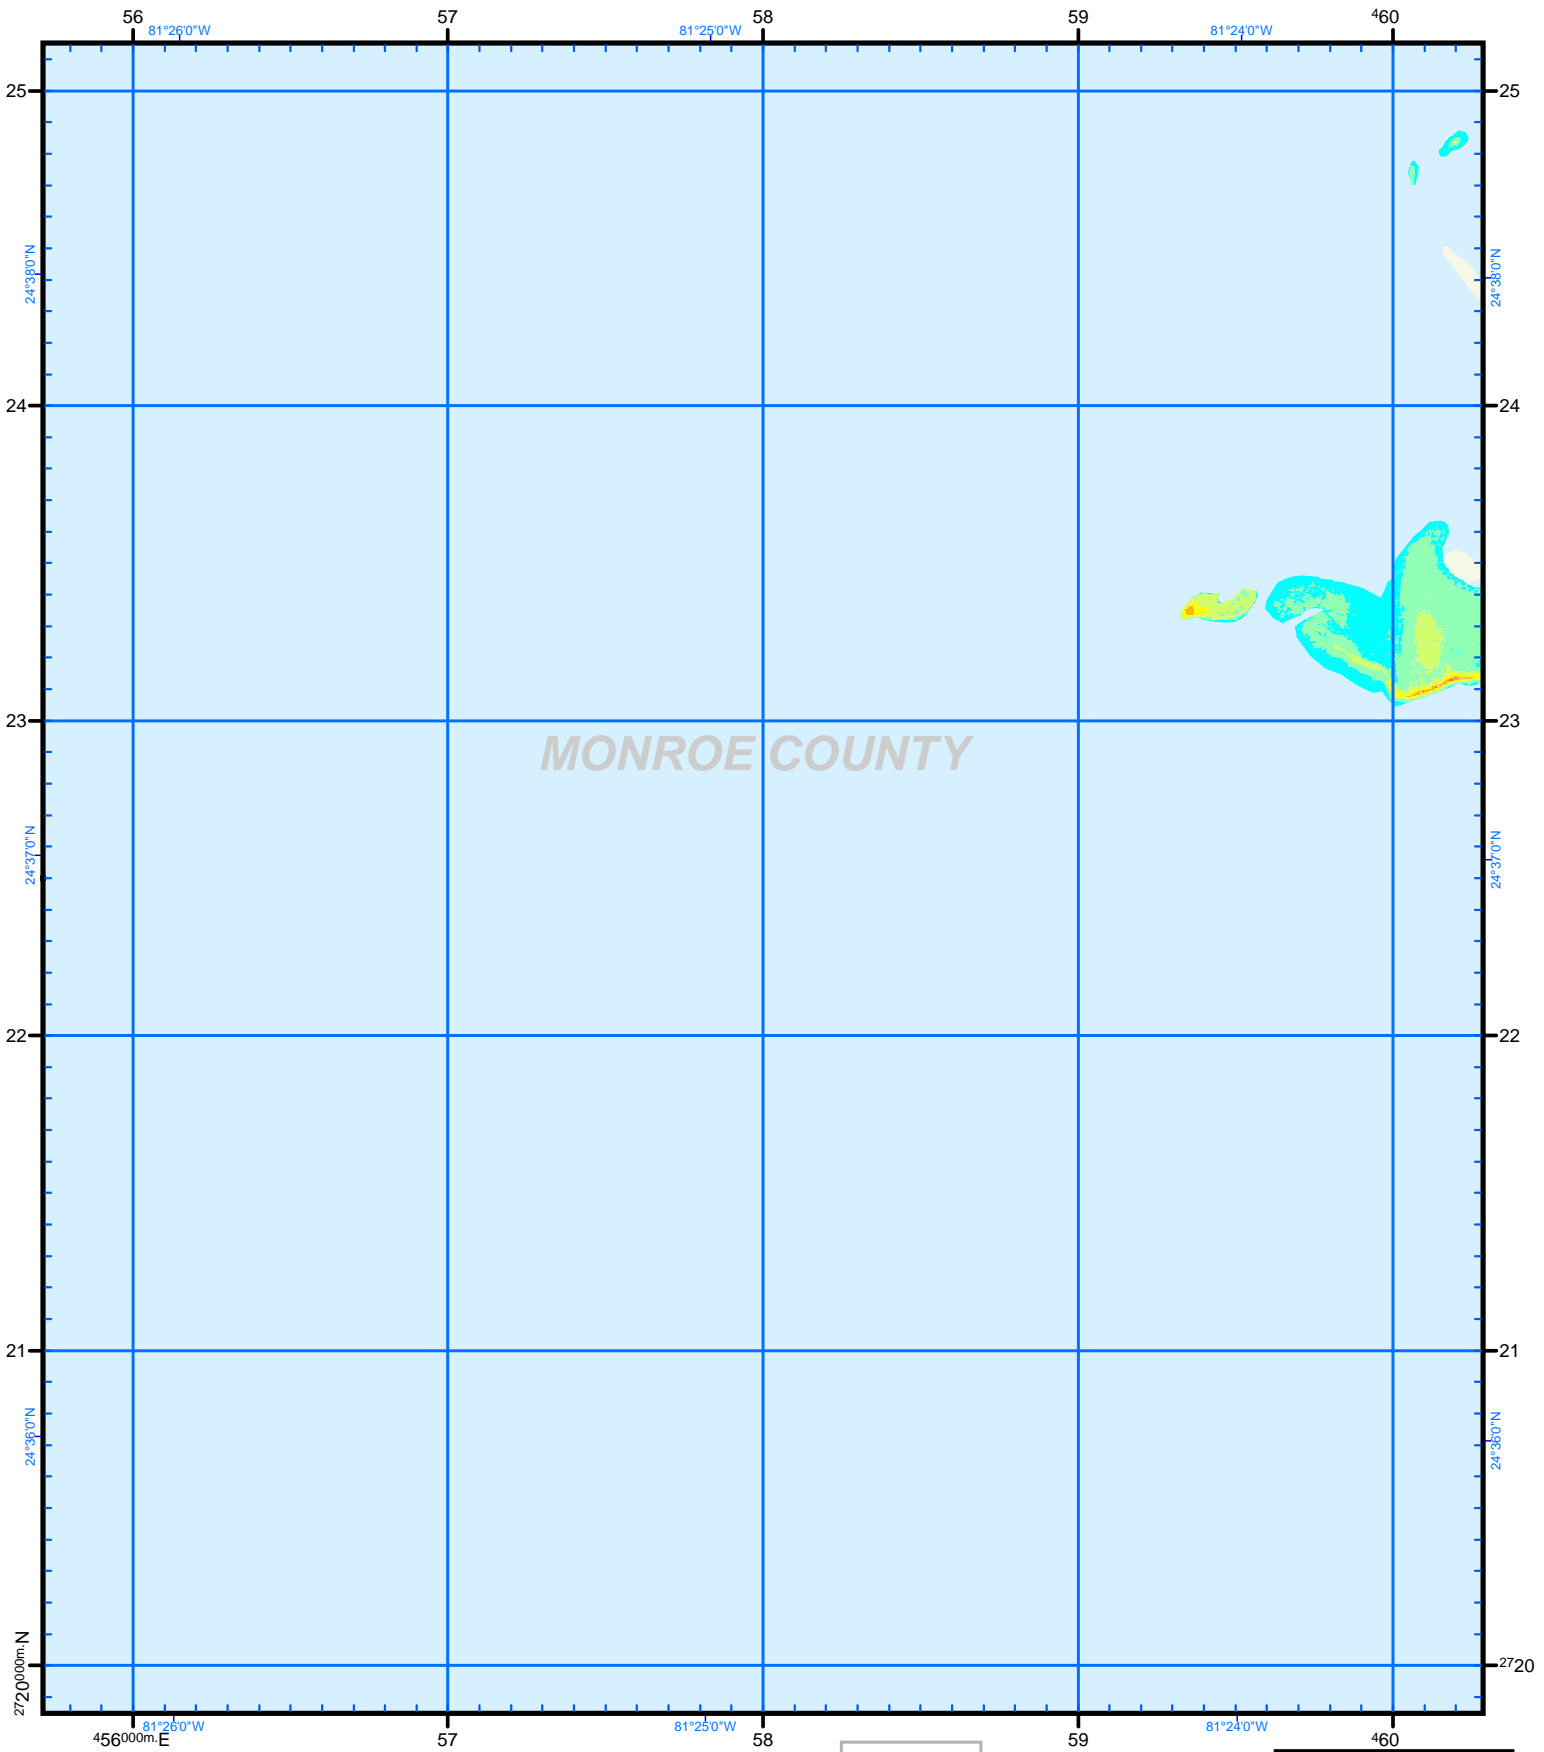 56 57 58 59 460
81°26'0"W 81°25'0"W 81°24'0"W
25 25
24°38'0"N 24°38'0"N
24 24
23 23
MONROE COUNTY
24°37'0"N 24°37'0"N
22 22
21 21
24°36'0"N 24°36'0"N
2720000m.N 2720
81°26'0"W 81°25'0"W 81°24'0"W
456000m.E 57 58 59 460